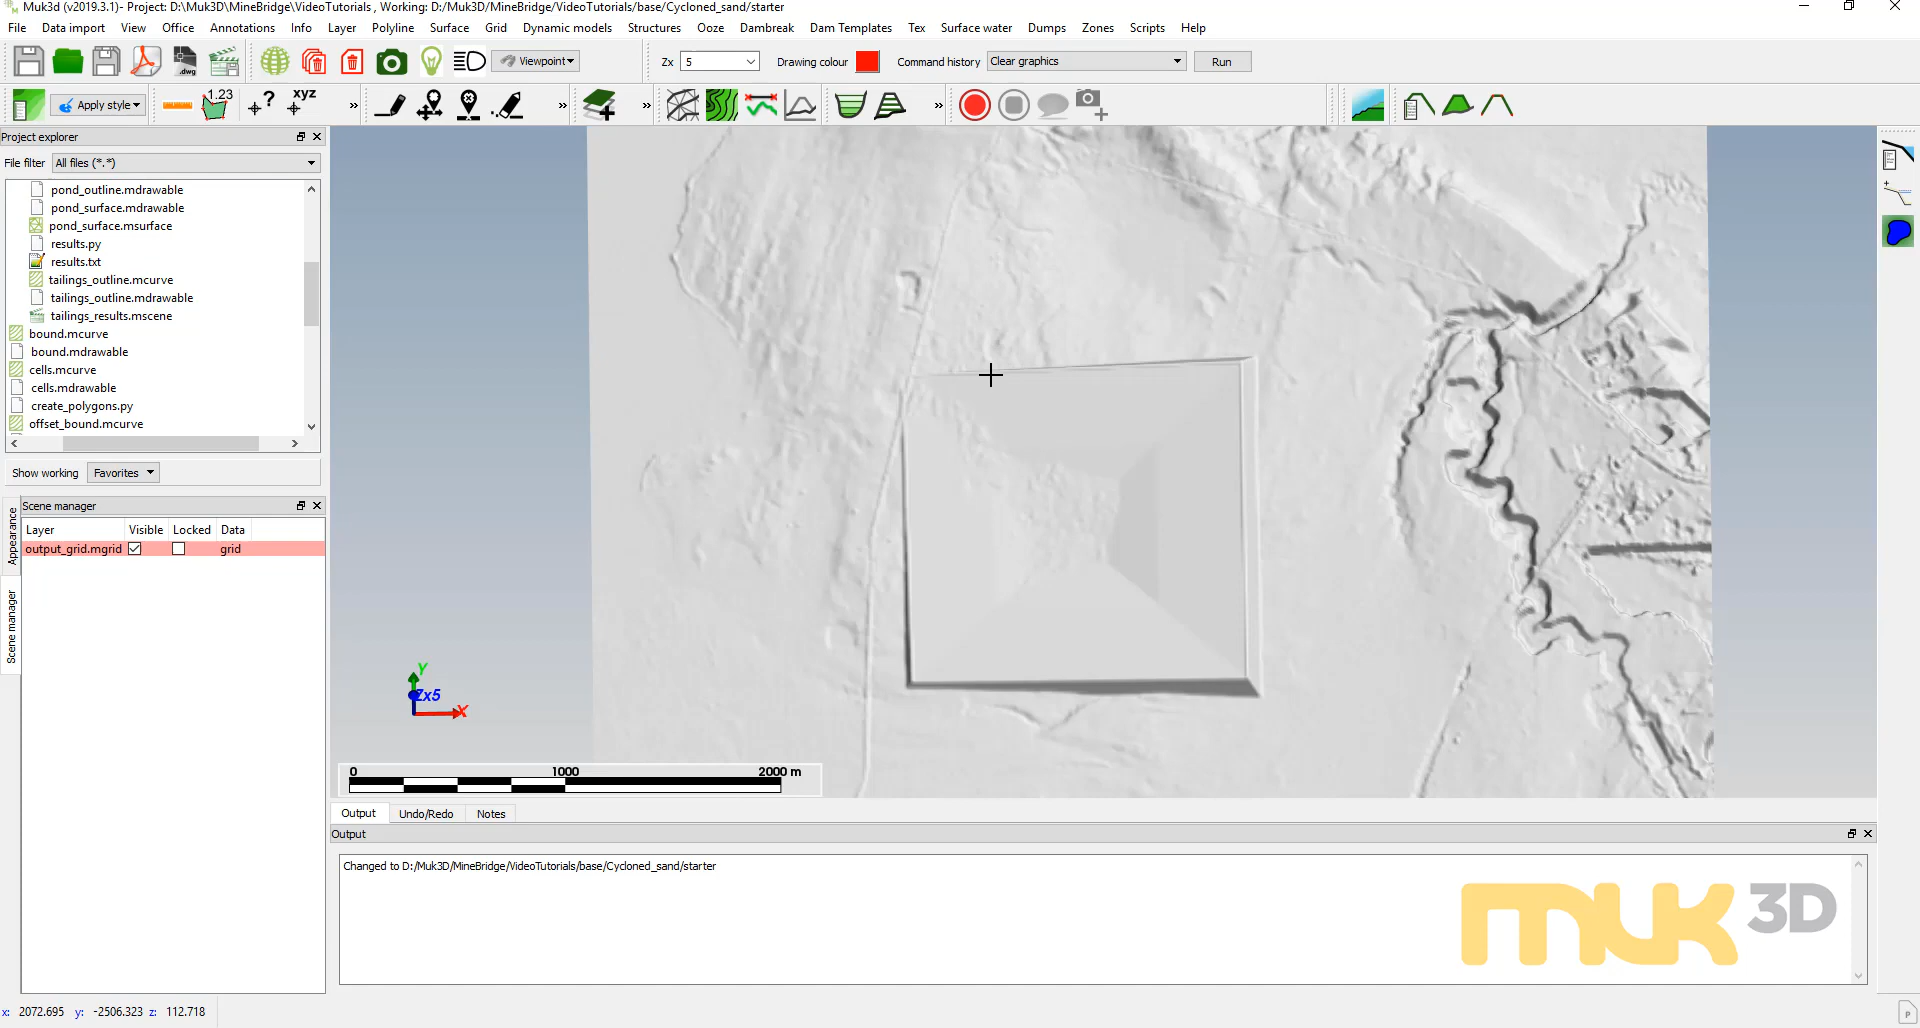 Muk3d (v2019.3.1)- Project: D:\Muk3D\MineBridge\VideoTutorials , Working: D:/Muk3D/MineBridge/VideoTutorials/base/Cycloned_sand/starter
File Data import View Office Annotations Info Layer Polyline Surface Grid Dynamic models Structures Ooze Dambreak Dam Templates Tex Surface water Dumps Zones Scripts Help
.dwg Viewpoint Zx 5 Drawing colour Command history Clear graphics Run
Apply style 1.23 ? xyz » » » »
Project explorer
File filter All files (*.*)
pond_outline.mdrawable
pond_surface.mdrawable
pond_surface.msurface
results.py
results.txt
tailings_outline.mcurve
tailings_outline.mdrawable
tailings_results.mscene
bound.mcurve
bound.mdrawable
cells.mcurve
cells.mdrawable
create_polygons.py
offset_bound.mcurve
Show working Favorites
Scene manager
Layer Visible Locked Data
output_grid.mgrid grid
Appearance
Scene manager
Y
Zx5
X
0 1000 2000 m
Output Undo/Redo Notes
Output
Changed to D:/Muk3D/MineBridge/VideoTutorials/base/Cycloned_sand/starter
muk3D
x: 2072.695 y: -2506.323 z: 112.718
P